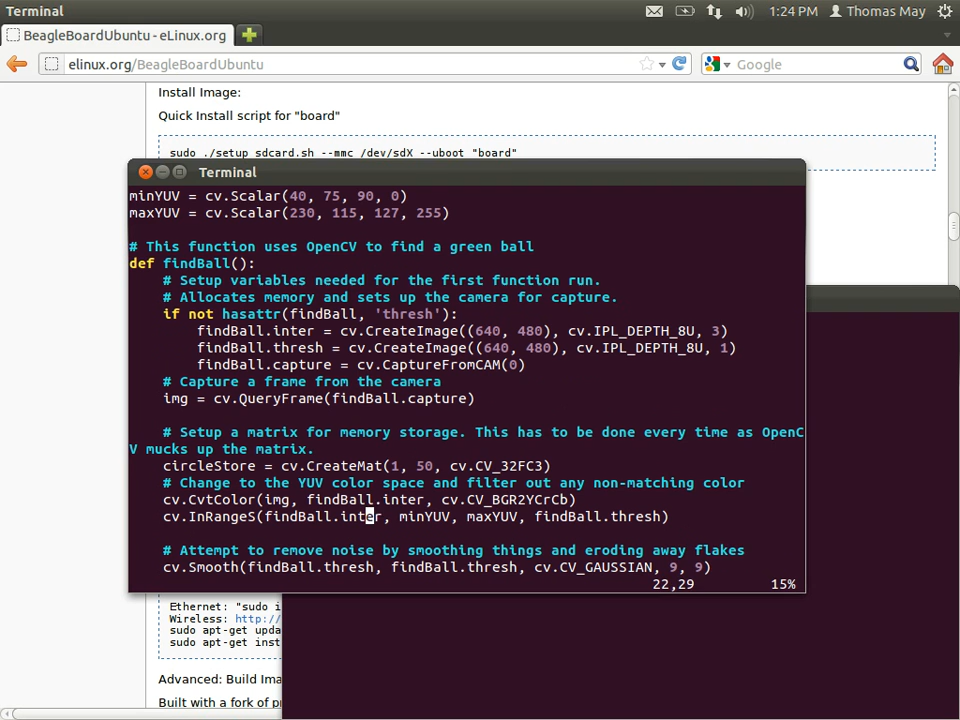 Terminal
1:24 PM
Thomas May
BeagleBoardUbuntu - eLinux.org
elinux.org/BeagleBoardUbuntu
Google
Install Image:
Quick Install script for "board"
sudo ./setup_sdcard.sh --mmc /dev/sdX --uboot "board"
Terminal
minYUV = cv.Scalar(40, 75, 90, 0)
maxYUV = cv.Scalar(230, 115, 127, 255)
# This function uses OpenCV to find a green ball
def findBall():
# Setup variables needed for the first function run.
# Allocates memory and sets up the camera for capture.
if not hasattr(findBall, 'thresh'):
findBall.inter = cv.CreateImage((640, 480), cv.IPL_DEPTH_8U, 3)
findBall.thresh = cv.CreateImage((640, 480), cv.IPL_DEPTH_8U, 1)
findBall.capture = cv.CaptureFromCAM(0)
# Capture a frame from the camera
img = cv.QueryFrame(findBall.capture)
# Setup a matrix for memory storage. This has to be done every time as OpenC
V mucks up the matrix.
circleStore = cv.CreateMat(1, 50, cv.CV_32FC3)
# Change to the YUV color space and filter out any non-matching color
cv.CvtColor(img, findBall.inter, cv.CV_BGR2YCrCb)
cv.InRangeS(findBall.inter, minYUV, maxYUV, findBall.thresh)
# Attempt to remove noise by smoothing things and eroding away flakes
cv.Smooth(findBall.thresh, findBall.thresh, cv.CV_GAUSSIAN, 9, 9)
22,29 15%
Ethernet: "sudo i
Wireless: http://
sudo apt-get upda
sudo apt-get inst
Advanced: Build Ima
Built with a fork of p